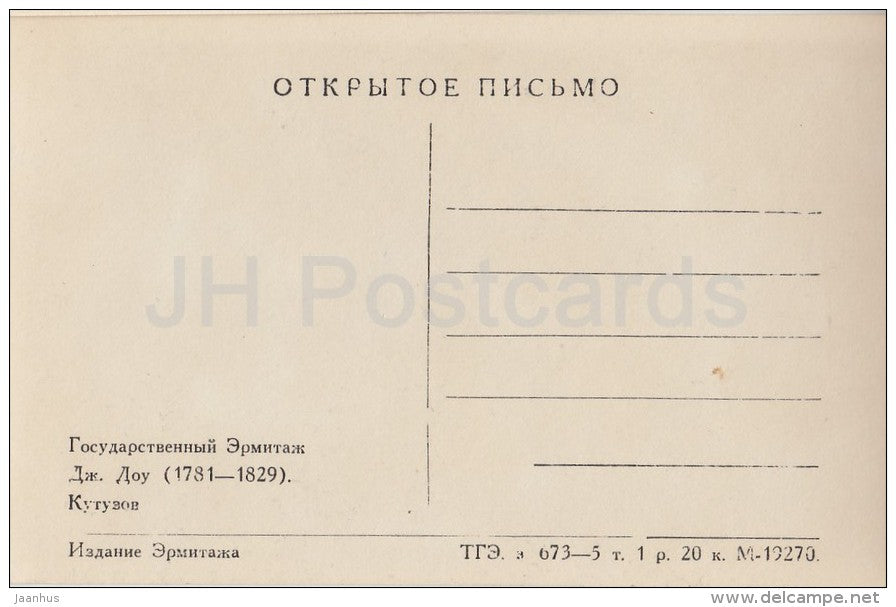 ОТКРЫТОЕ ПИСЬМО
JH Postcards
Государственный Эрмитаж
Дж. Доу (1781—1829).
Кутузов
Издание Эрмитажа
ТГЭ. з 673—5 т. 1 р. 20 к. М-19270.
Jaanhus
delcampe.net